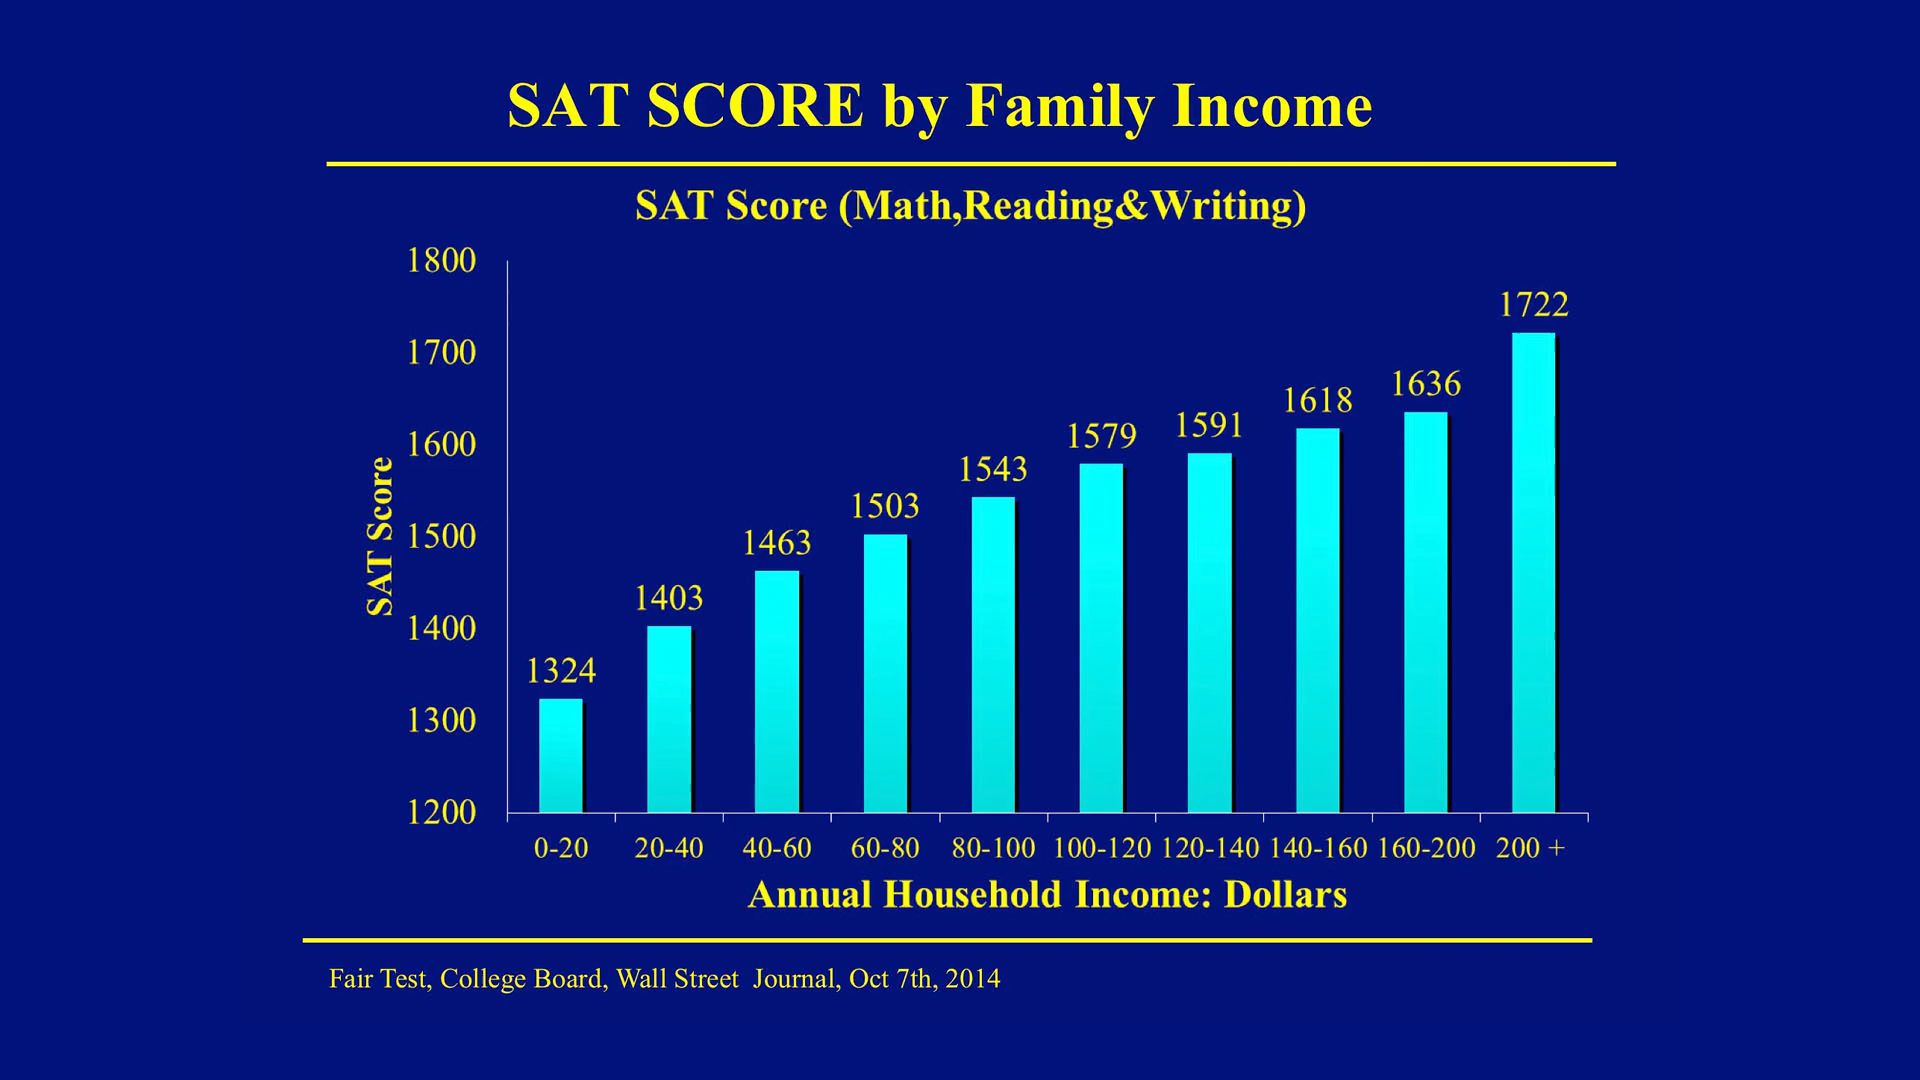 SAT SCORE by Family Income
SAT Score (Math,Reading&Writing)
1800
1700
1600
1500
1400
1300
1200
SAT Score
1324
1403
1463
1503
1543
1579
1591
1618
1636
1722
0-20 20-40 40-60 60-80 80-100 100-120 120-140 140-160 160-200 200 +
Annual Household Income: Dollars
Fair Test, College Board, Wall Street Journal, Oct 7th, 2014